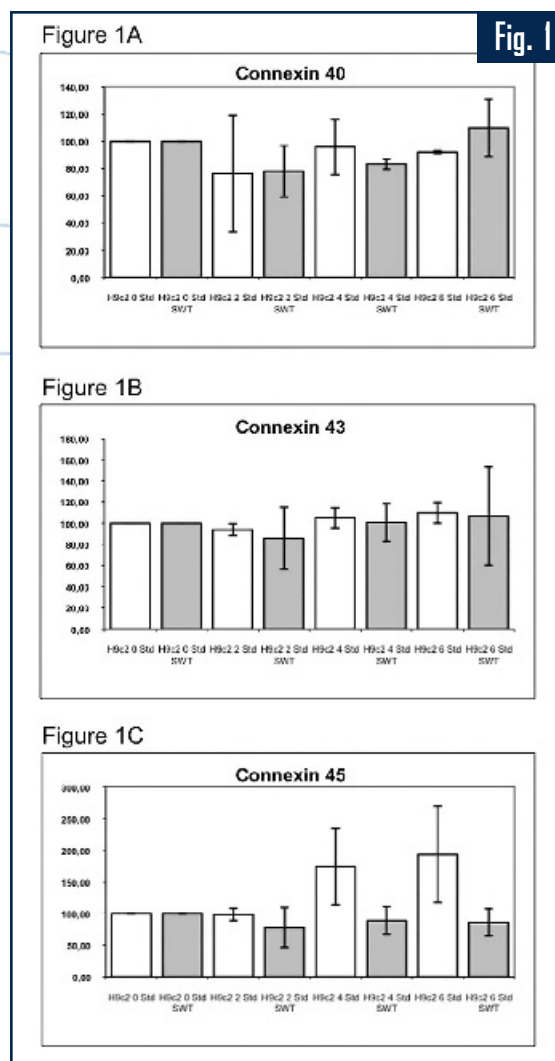 Fig. 1
Figure 1A
Connexin 40
140,00
120,00
100,00
80,00
60,00
40,00
20,00
0,00
H9c2 0 Std H9c2 0 Std H9c2 2 Std H9c2 2 Std H9c2 4 Std H9c2 4 Std H9c2 6 Std H9c2 6 Std
SWT SWT SWT SWT
Figure 1B
Connexin 43
180,00
160,00
140,00
120,00
100,00
80,00
60,00
40,00
20,00
0,00
H9c2 0 Std H9c2 0 Std H9c2 2 Std H9c2 2 Std H9c2 4 Std H9c2 4 Std H9c2 6 Std H9c2 6 Std
SWT SWT SWT SWT
Figure 1C
Connexin 45
300,00
250,00
200,00
150,00
100,00
50,00
0,00
H9c2 0 Std H9c2 0 Std H9c2 2 Std H9c2 2 Std H9c2 4 Std H9c2 4 Std H9c2 6 Std H9c2 6 Std
SWT SWT SWT SWT